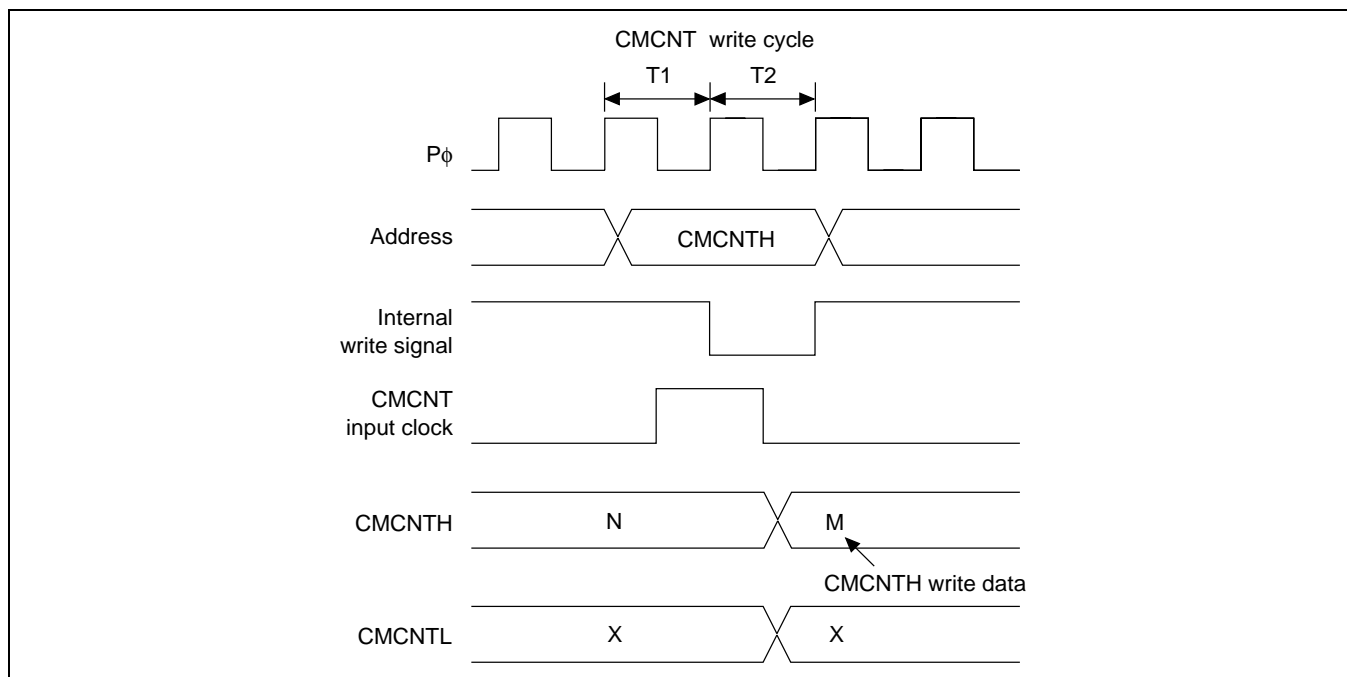 CMCNT write cycle
T1 T2
Pϕ
Address CMCNTH
Internal
write signal
CMCNT
input clock
CMCNTH N M
CMCNTH write data
CMCNTL X X